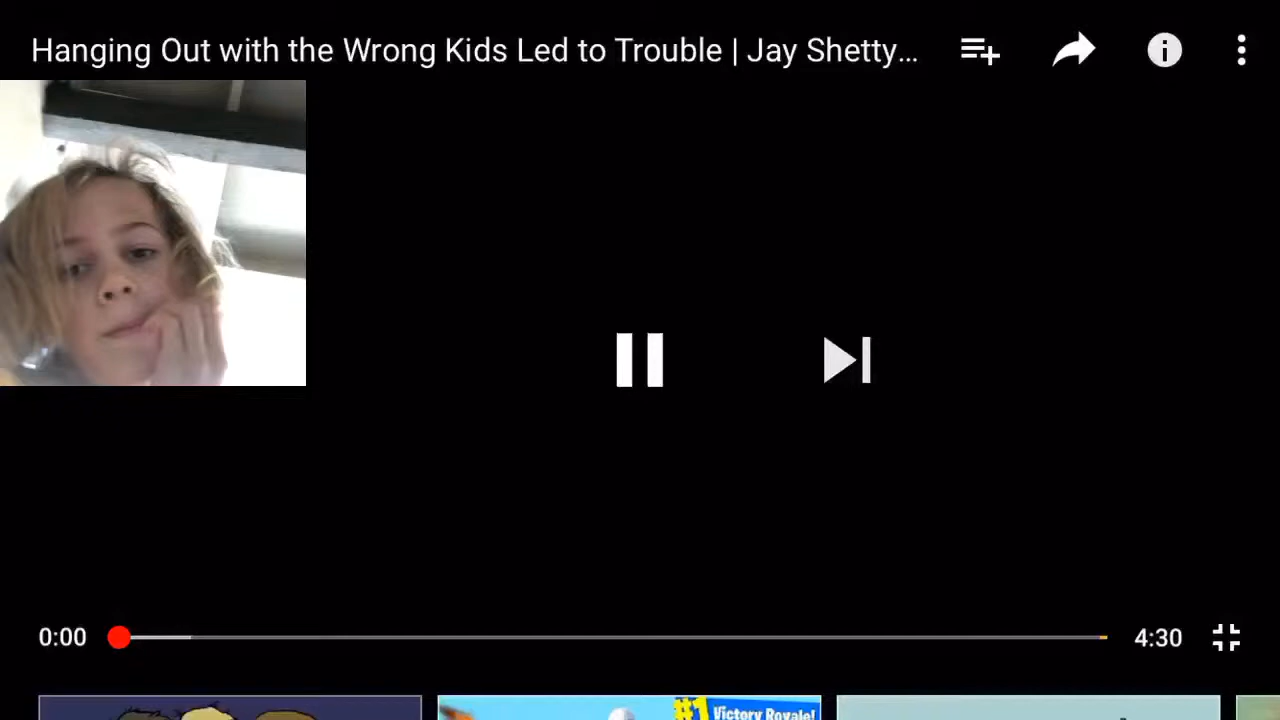 Hanging Out with the Wrong Kids Led to Trouble | Jay Shetty...
0:00
4:30
#1 Victory Royale!